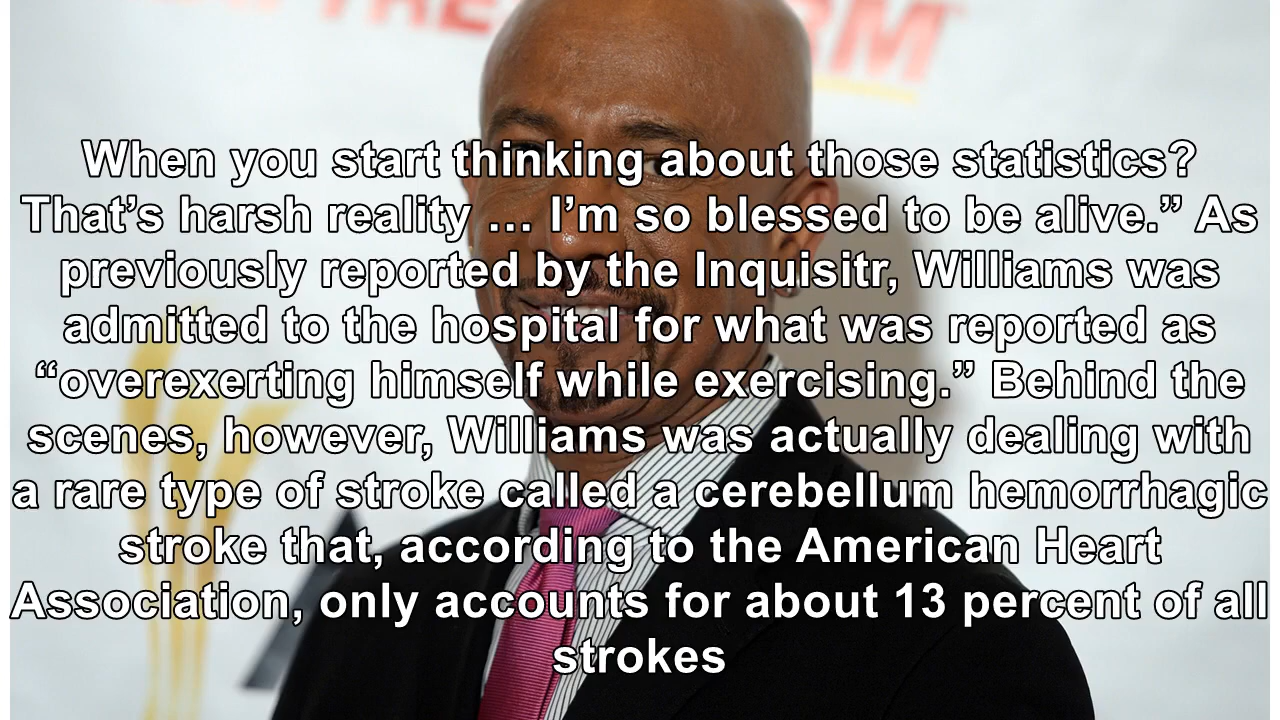 When you start thinking about those statistics?
That’s harsh reality … I’m so blessed to be alive.” As
previously reported by the Inquisitr, Williams was
admitted to the hospital for what was reported as
“overexerting himself while exercising.” Behind the
scenes, however, Williams was actually dealing with
a rare type of stroke called a cerebellum hemorrhagic
stroke that, according to the American Heart
Association, only accounts for about 13 percent of all
strokes